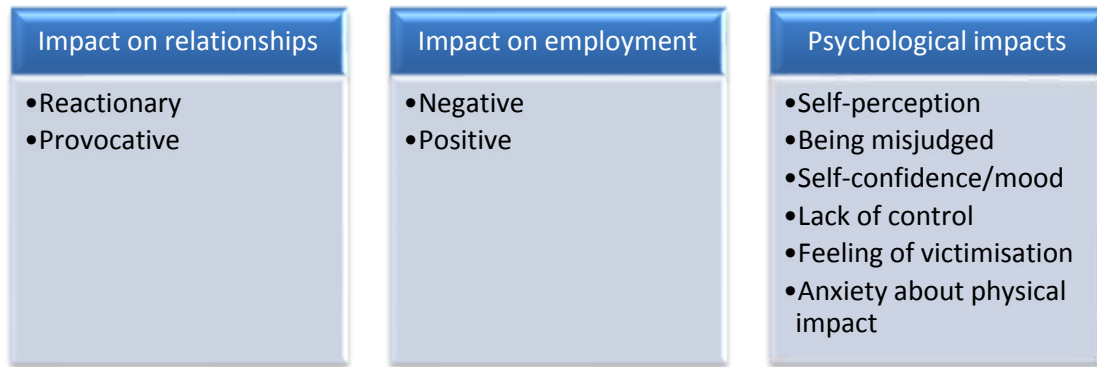 Impact on relationships
•Reactionary
•Provocative
Impact on employment
•Negative
•Positive
Psychological impacts
•Self-perception
•Being misjudged
•Self-confidence/mood
•Lack of control
•Feeling of victimisation
•Anxiety about physical
impact